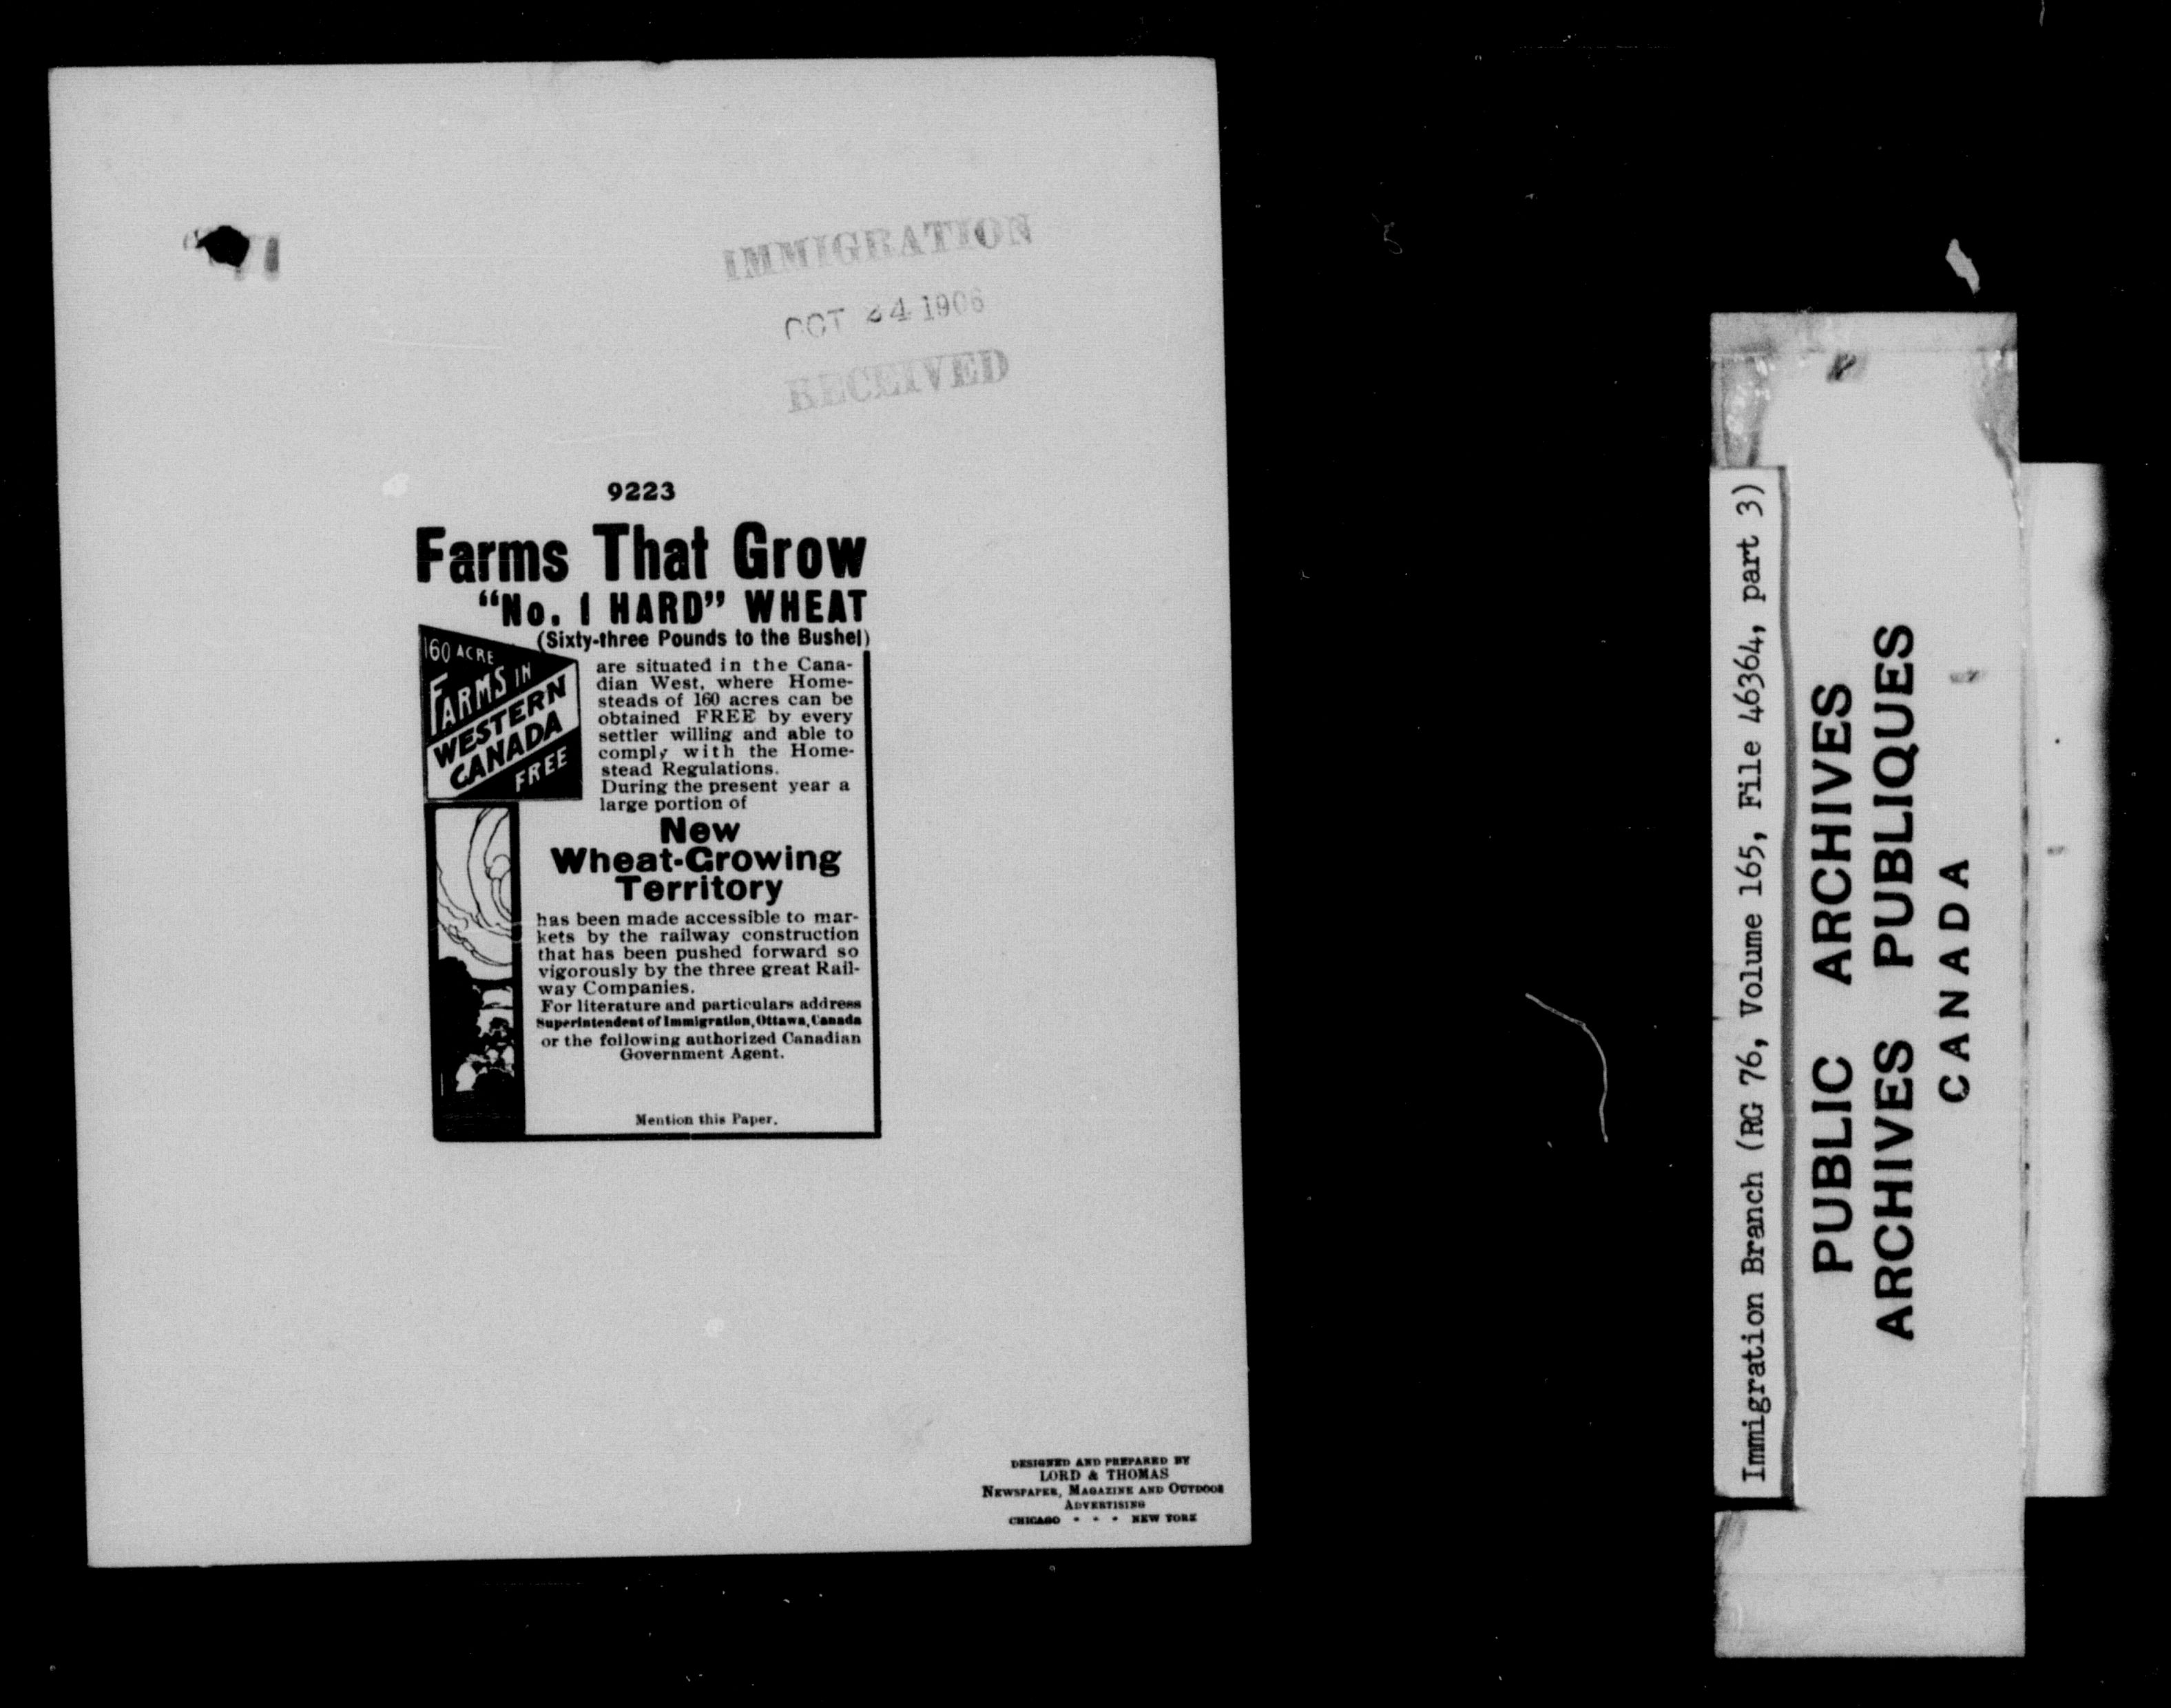 IMMIGRATION
OCT 24 1906
RECEIVED
9223
Farms That Grow
“No. 1 HARD” WHEAT
(Sixty-three Pounds to the Bushel)
160 ACRE
FARMS IN
WESTERN
CANADA
FREE
are situated in the Cana-
dian West, where Home-
steads of 160 acres can be
obtained FREE by every
settler willing and able to
comply with the Home-
stead Regulations.
During the present year a
large portion of
New
Wheat-Growing
Territory
has been made accessible to mar-
kets by the railway construction
that has been pushed forward so
vigorously by the three great Rail-
way Companies.
For literature and particulars address
Superintendent of Immigration, Ottawa, Canada
or the following authorized Canadian
Government Agent.
Mention this Paper.
DESIGNED AND PREPARED BY
LORD & THOMAS
NEWSPAPER, MAGAZINE AND OUTDOOR
ADVERTISING
CHICAGO - - - NEW YORK
Immigration Branch (RG 76, Volume 165, File 46364, part 3)
PUBLIC ARCHIVES
ARCHIVES PUBLIQUES
CANADA